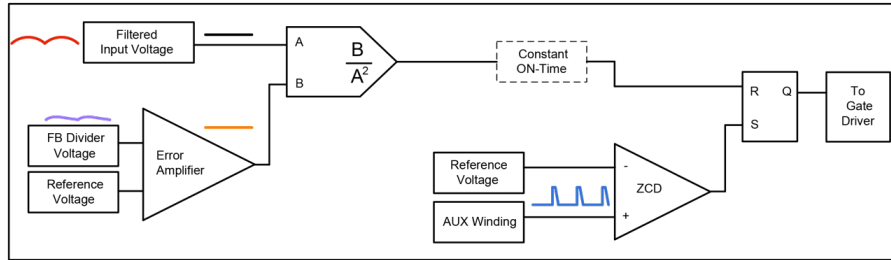 Filtered
Input Voltage
A
B
B
A²
FB Divider
Voltage
Reference
Voltage
Error
Amplifier
Constant
ON-Time
Reference
Voltage
AUX Winding
-
+
ZCD
R
Q
S
To
Gate
Driver